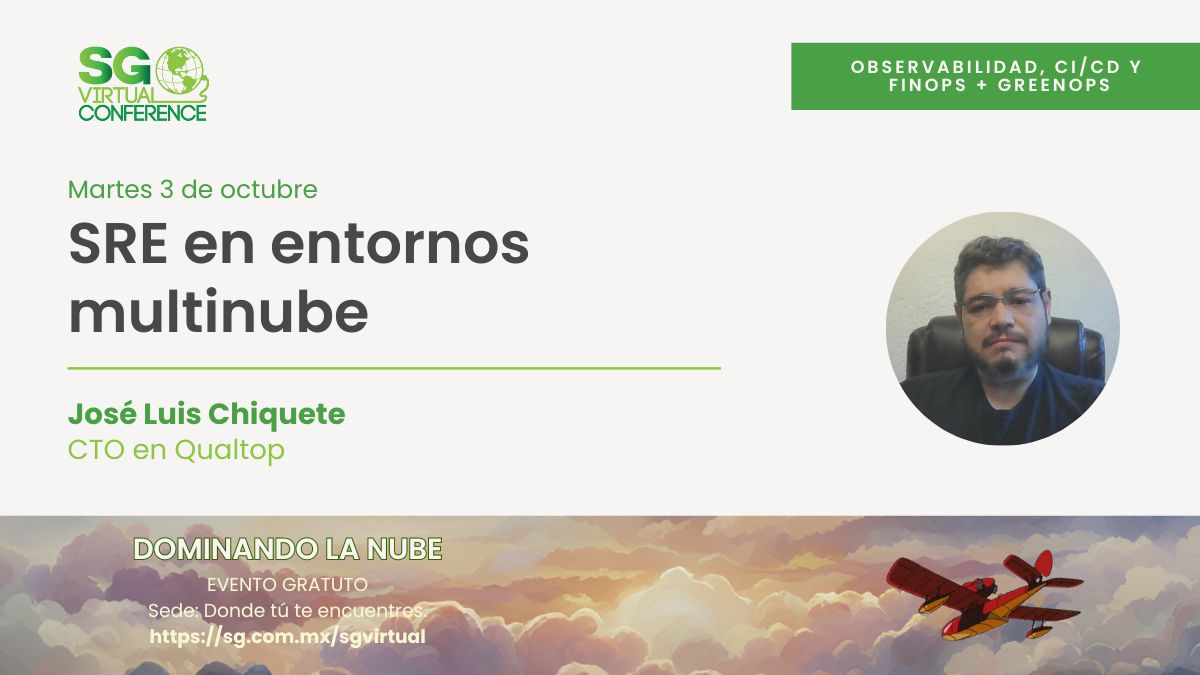 SG
VIRTUAL
CONFERENCE
OBSERVABILIDAD, CI/CD Y
FINOPS + GREENOPS
Martes 3 de octubre
SRE en entornos
multinube
José Luis Chiquete
CTO en Qualtop
DOMINANDO LA NUBE
EVENTO GRATUTO
Sede: Donde tú te encuentros.
https://sg.com.mx/sgvirtual